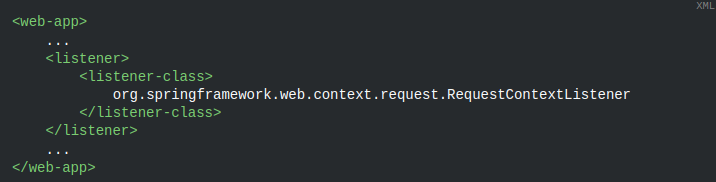 XML
<web-app>
    ...
    <listener>
        <listener-class>
            org.springframework.web.context.request.RequestContextListener
        </listener-class>
    </listener>
    ...
</web-app>